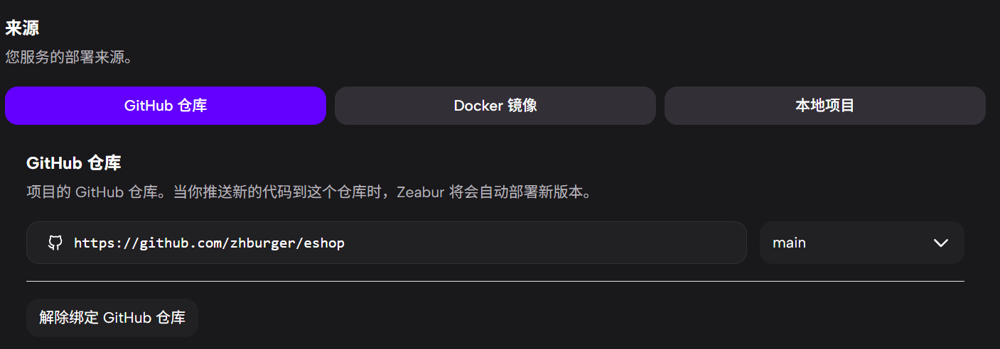 来源
您服务的部署来源。
GitHub 仓库
Docker 镜像
本地项目
GitHub 仓库
项目的 GitHub 仓库。当你推送新的代码到这个仓库时，Zeabur 将会自动部署新版本。
https://github.com/zhburger/eshop
main
解除绑定 GitHub 仓库